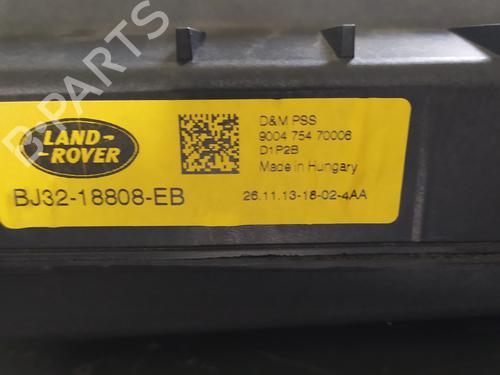 LAND-
-ROVER
BJ32-18808-EB
D&M PSS
9004 754 70006
D1P2B
Made in Hungary
26.11.13-16-02-4AA
B-PARTS